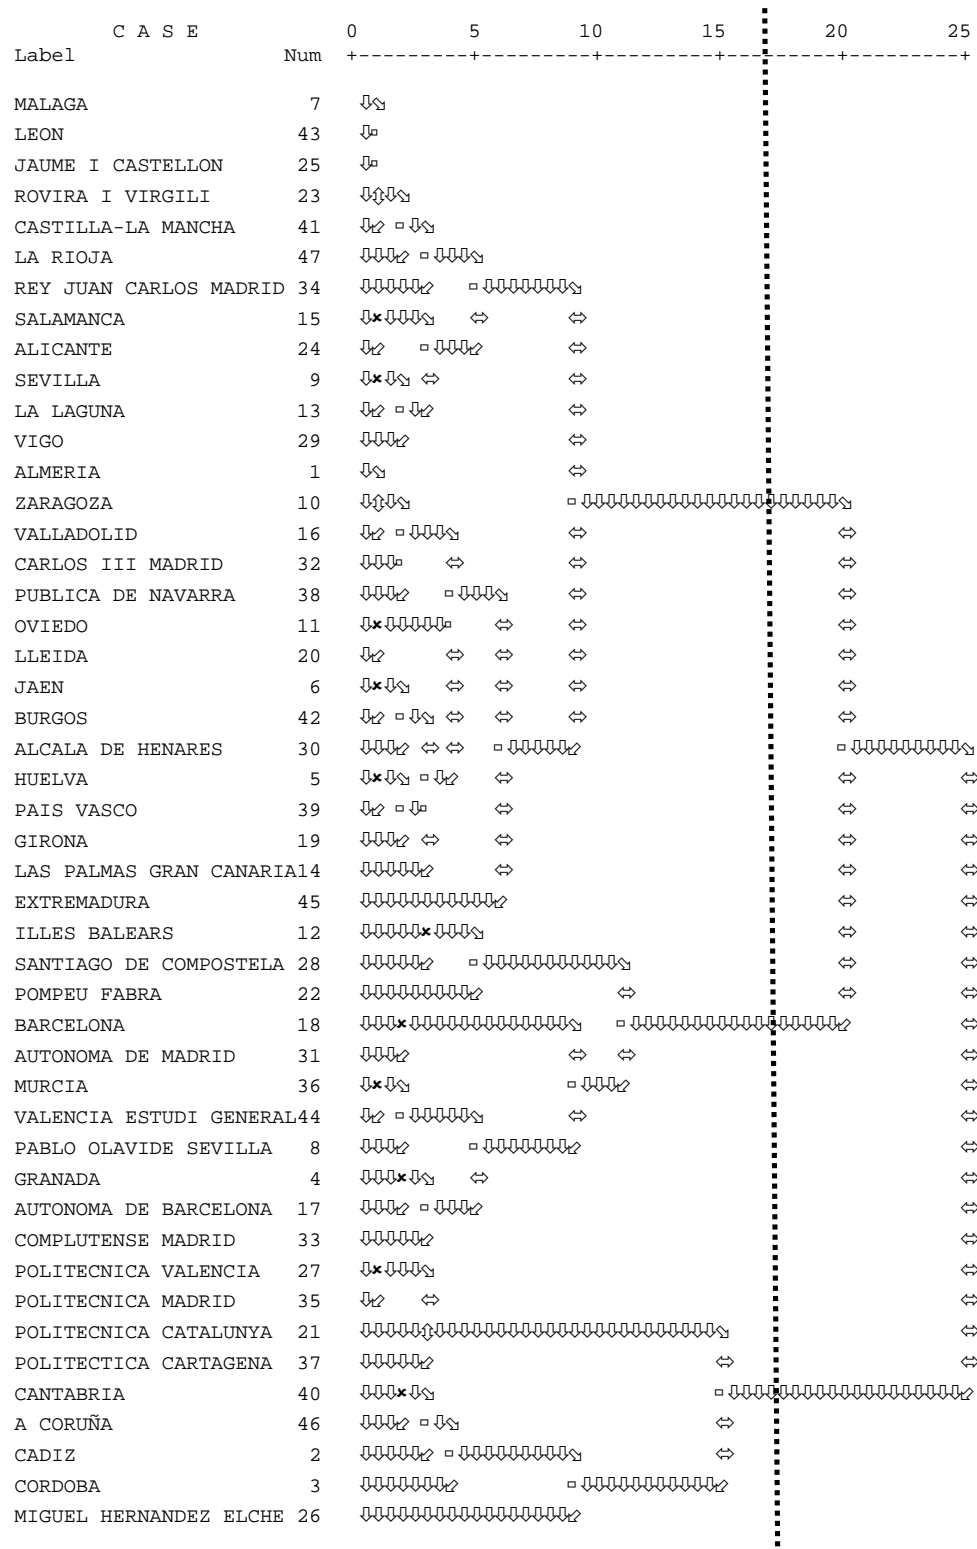 C A S E 0 5 10 15 20 25
Label Num +---------+---------+---------+---------+---------+
MALAGA 7
LEON 43
JAUME I CASTELLON 25
ROVIRA I VIRGILI 23
CASTILLA-LA MANCHA 41
LA RIOJA 47
REY JUAN CARLOS MADRID 34
SALAMANCA 15
ALICANTE 24
SEVILLA 9
LA LAGUNA 13
VIGO 29
ALMERIA 1
ZARAGOZA 10
VALLADOLID 16
CARLOS III MADRID 32
PUBLICA DE NAVARRA 38
OVIEDO 11
LLEIDA 20
JAEN 6
BURGOS 42
ALCALA DE HENARES 30
HUELVA 5
PAIS VASCO 39
GIRONA 19
LAS PALMAS GRAN CANARIA14
EXTREMADURA 45
ILLES BALEARS 12
SANTIAGO DE COMPOSTELA 28
POMPEU FABRA 22
BARCELONA 18
AUTONOMA DE MADRID 31
MURCIA 36
VALENCIA ESTUDI GENERAL44
PABLO OLAVIDE SEVILLA 8
GRANADA 4
AUTONOMA DE BARCELONA 17
COMPLUTENSE MADRID 33
POLITECNICA VALENCIA 27
POLITECNICA MADRID 35
POLITECNICA CATALUNYA 21
POLITECTICA CARTAGENA 37
CANTABRIA 40
A CORUÑA 46
CADIZ 2
CORDOBA 3
MIGUEL HERNANDEZ ELCHE 26